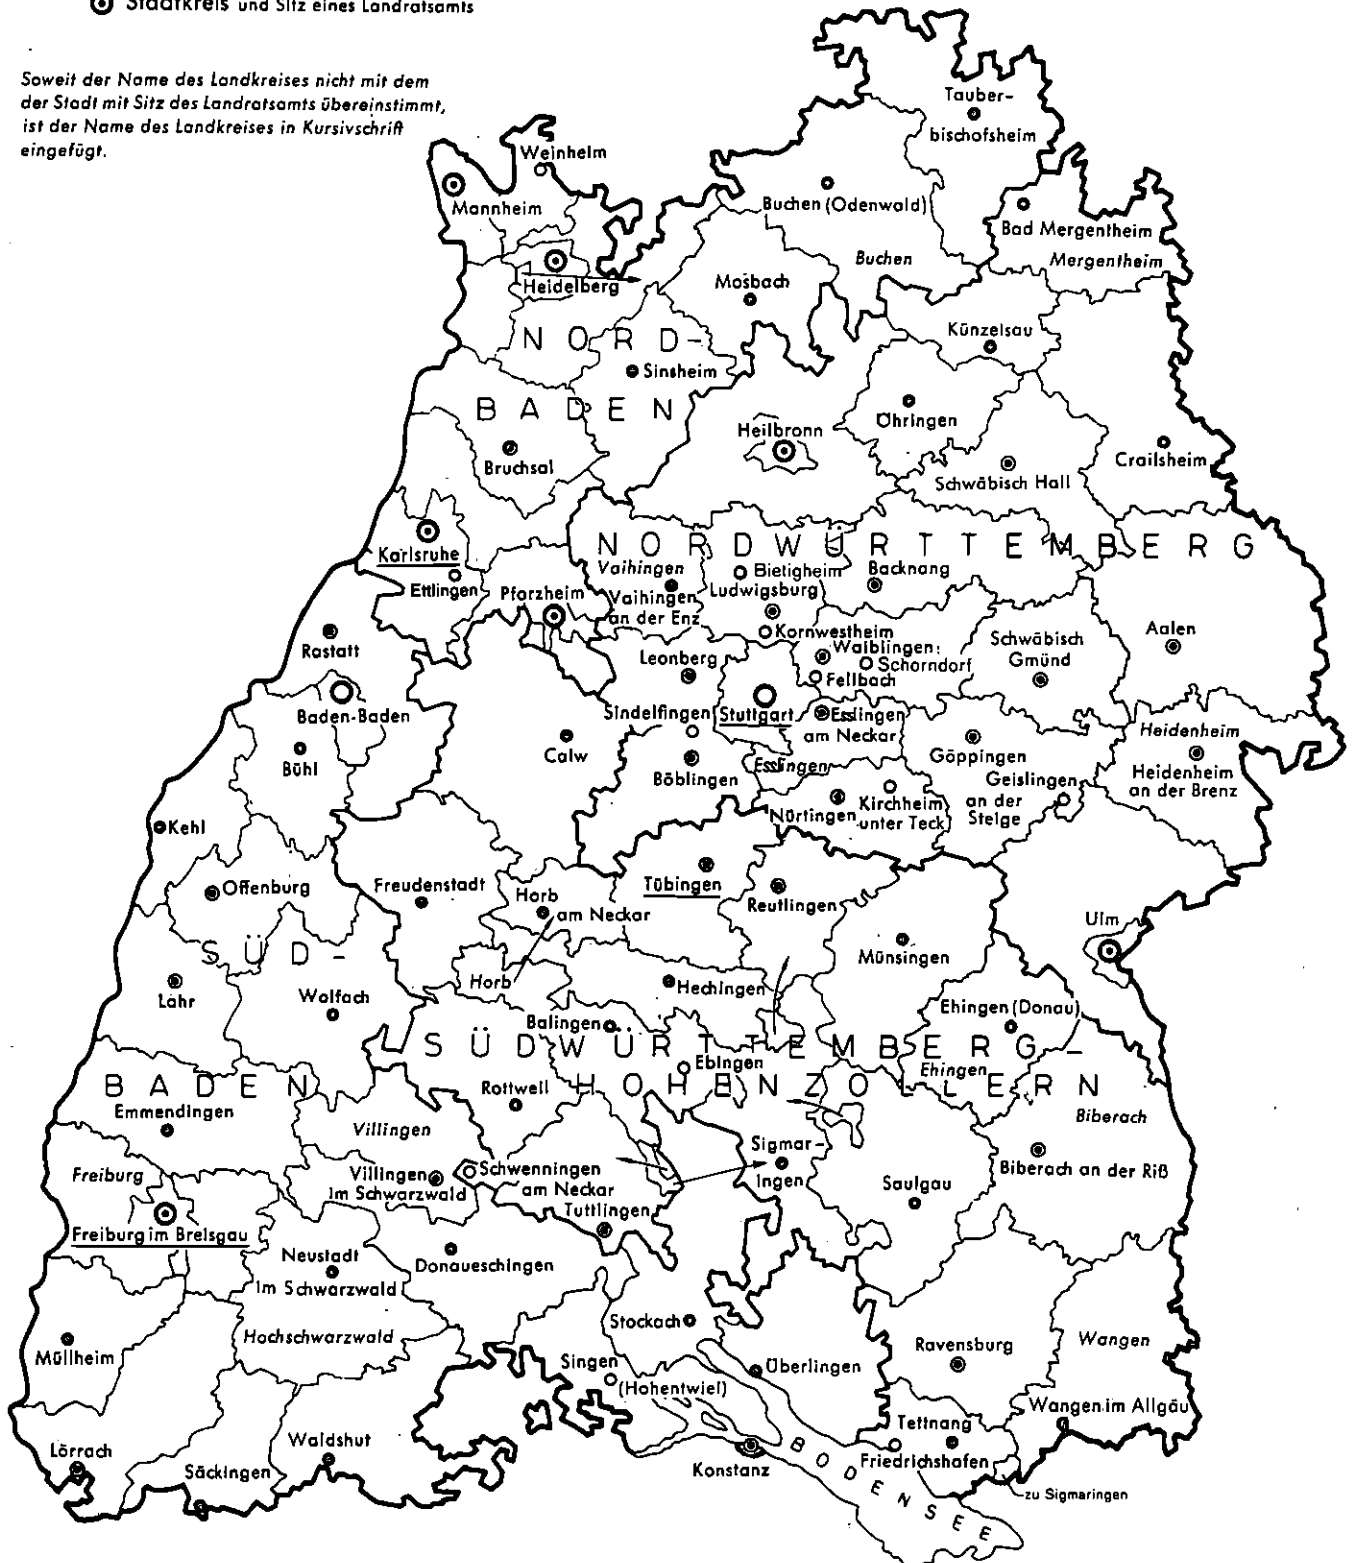 Stadtkreis und Sitz eines Landratsamts
Soweit der Name des Landkreises nicht mit dem
der Stadt mit Sitz des Landratsamts übereinstimmt,
ist der Name des Landkreises in Kursivschrift
eingefügt.
Tauber-
bischofsheim
Weinheim
Mannheim
Buchen (Odenwald)
Bad Mergentheim
Buchen
Mergentheim
Heidelberg
Mosbach
NORD-
Künzelsau
Sinsheim
BADEN
Öhringen
Heilbronn
Bruchsal
Crailsheim
Schwäbisch Hall
NORDWÜRTTEMBERG
Karlsruhe
Vaihingen
Bietigheim
Backnang
Ettlingen
Pforzheim
Vaihingen
an der Enz
Ludwigsburg
Kornwestheim
Rastatt
Leonberg
Waiblingen
Schorndorf
Fellbach
Schwäbisch
Gmünd
Aalen
Baden-Baden
Sindelfingen
Stuttgart
Esslingen
am Neckar
Heidenheim
Bühl
Calw
Böblingen
Esslingen
Göppingen
Geislingen
an der
Steige
Heidenheim
an der Brenz
Nürtingen
Kirchheim
unter Teck
Kehl
Offenburg
Freudenstadt
Horb
am Neckar
Tübingen
Reutlingen
Ulm
SÜD-
Münsingen
Lahr
Wolfach
Horb
Hechingen
Ehingen (Donau)
Balingen
SÜDWÜRTTEMBERG-
Ebingen
Ehingen
BADEN
HOHENZOLLERN
Emmendingen
Rottweil
Villingen
Biberach
Sigmar-
ingen
Freiburg
Villingen
im Schwarzwald
Schwenningen
am Neckar
Biberach an der Riß
Saulgau
Tuttlingen
Freiburg im Breisgau
Neustadt
im Schwarzwald
Donaueschingen
Stockach
Hochschwarzwald
Müllheim
Ravensburg
Wangen
Singen
(Hohentwiel)
Überlingen
Wangen im Allgäu
Tettnang
Lörrach
Waldshut
Säckingen
Konstanz
BODENSEE
Friedrichshafen
zu Sigmaringen